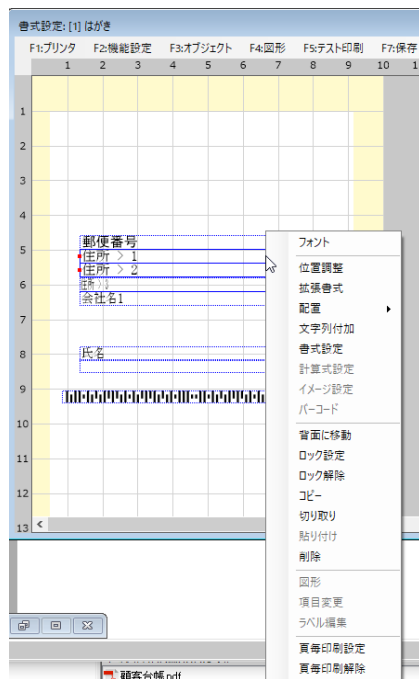 書式設定: [1] はがき
F1:プリンタ F2:機能設定 F3:オブジェクト F4:図形 F5:テスト印刷 F7:保存
1 2 3 4 5 6 7 8 9 10 1
1
2
3
4
郵便番号
フォント
5
住所 > 1
住所 > 2
位置調整
6
住所 > 3
拡張書式
会社名1
配置
7
文字列付加
8
氏名
書式設定
計算式設定
9
イメージ設定
バーコード
10
背面に移動
11
ロック設定
ロック解除
コピー
12
切り取り
貼り付け
13
削除
図形
項目変更
ラベル編集
頁毎印刷設定
頁毎印刷解除
顧客台帳.pdf